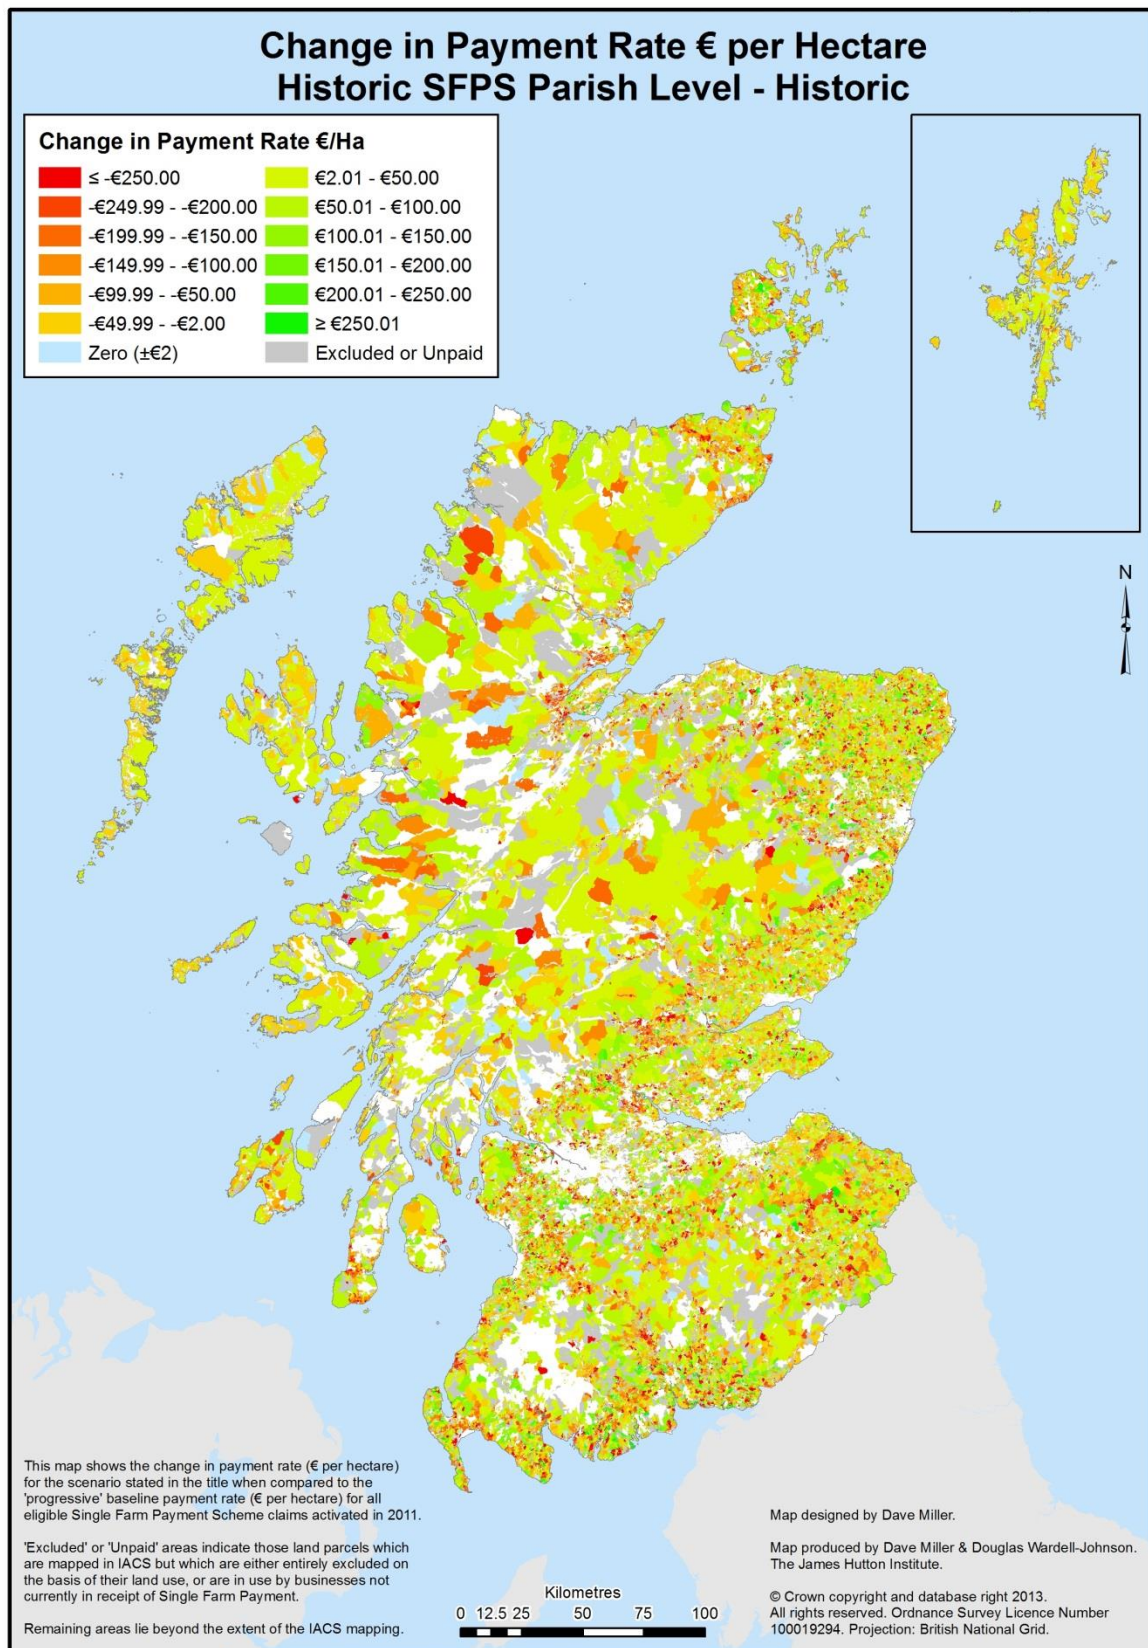 Change in Payment Rate € per Hectare
Historic SFPS Parish Level - Historic
Change in Payment Rate €/Ha
≤ -€250.00
-€249.99 - -€200.00
-€199.99 - -€150.00
-€149.99 - -€100.00
-€99.99 - -€50.00
-€49.99 - -€2.00
Zero (±€2)
€2.01 - €50.00
€50.01 - €100.00
€100.01 - €150.00
€150.01 - €200.00
€200.01 - €250.00
≥ €250.01
Excluded or Unpaid
N
This map shows the change in payment rate (€ per hectare)
for the scenario stated in the title when compared to the
'progressive' baseline payment rate (€ per hectare) for all
eligible Single Farm Payment Scheme claims activated in 2011.
'Excluded' or 'Unpaid' areas indicate those land parcels which
are mapped in IACS but which are either entirely excluded on
the basis of their land use, or are in use by businesses not
currently in receipt of Single Farm Payment.
Remaining areas lie beyond the extent of the IACS mapping.
Kilometres
0 12.5 25 50 75 100
Map designed by Dave Miller.
Map produced by Dave Miller & Douglas Wardell-Johnson.
The James Hutton Institute.
© Crown copyright and database right 2013.
All rights reserved. Ordnance Survey Licence Number
100019294. Projection: British National Grid.